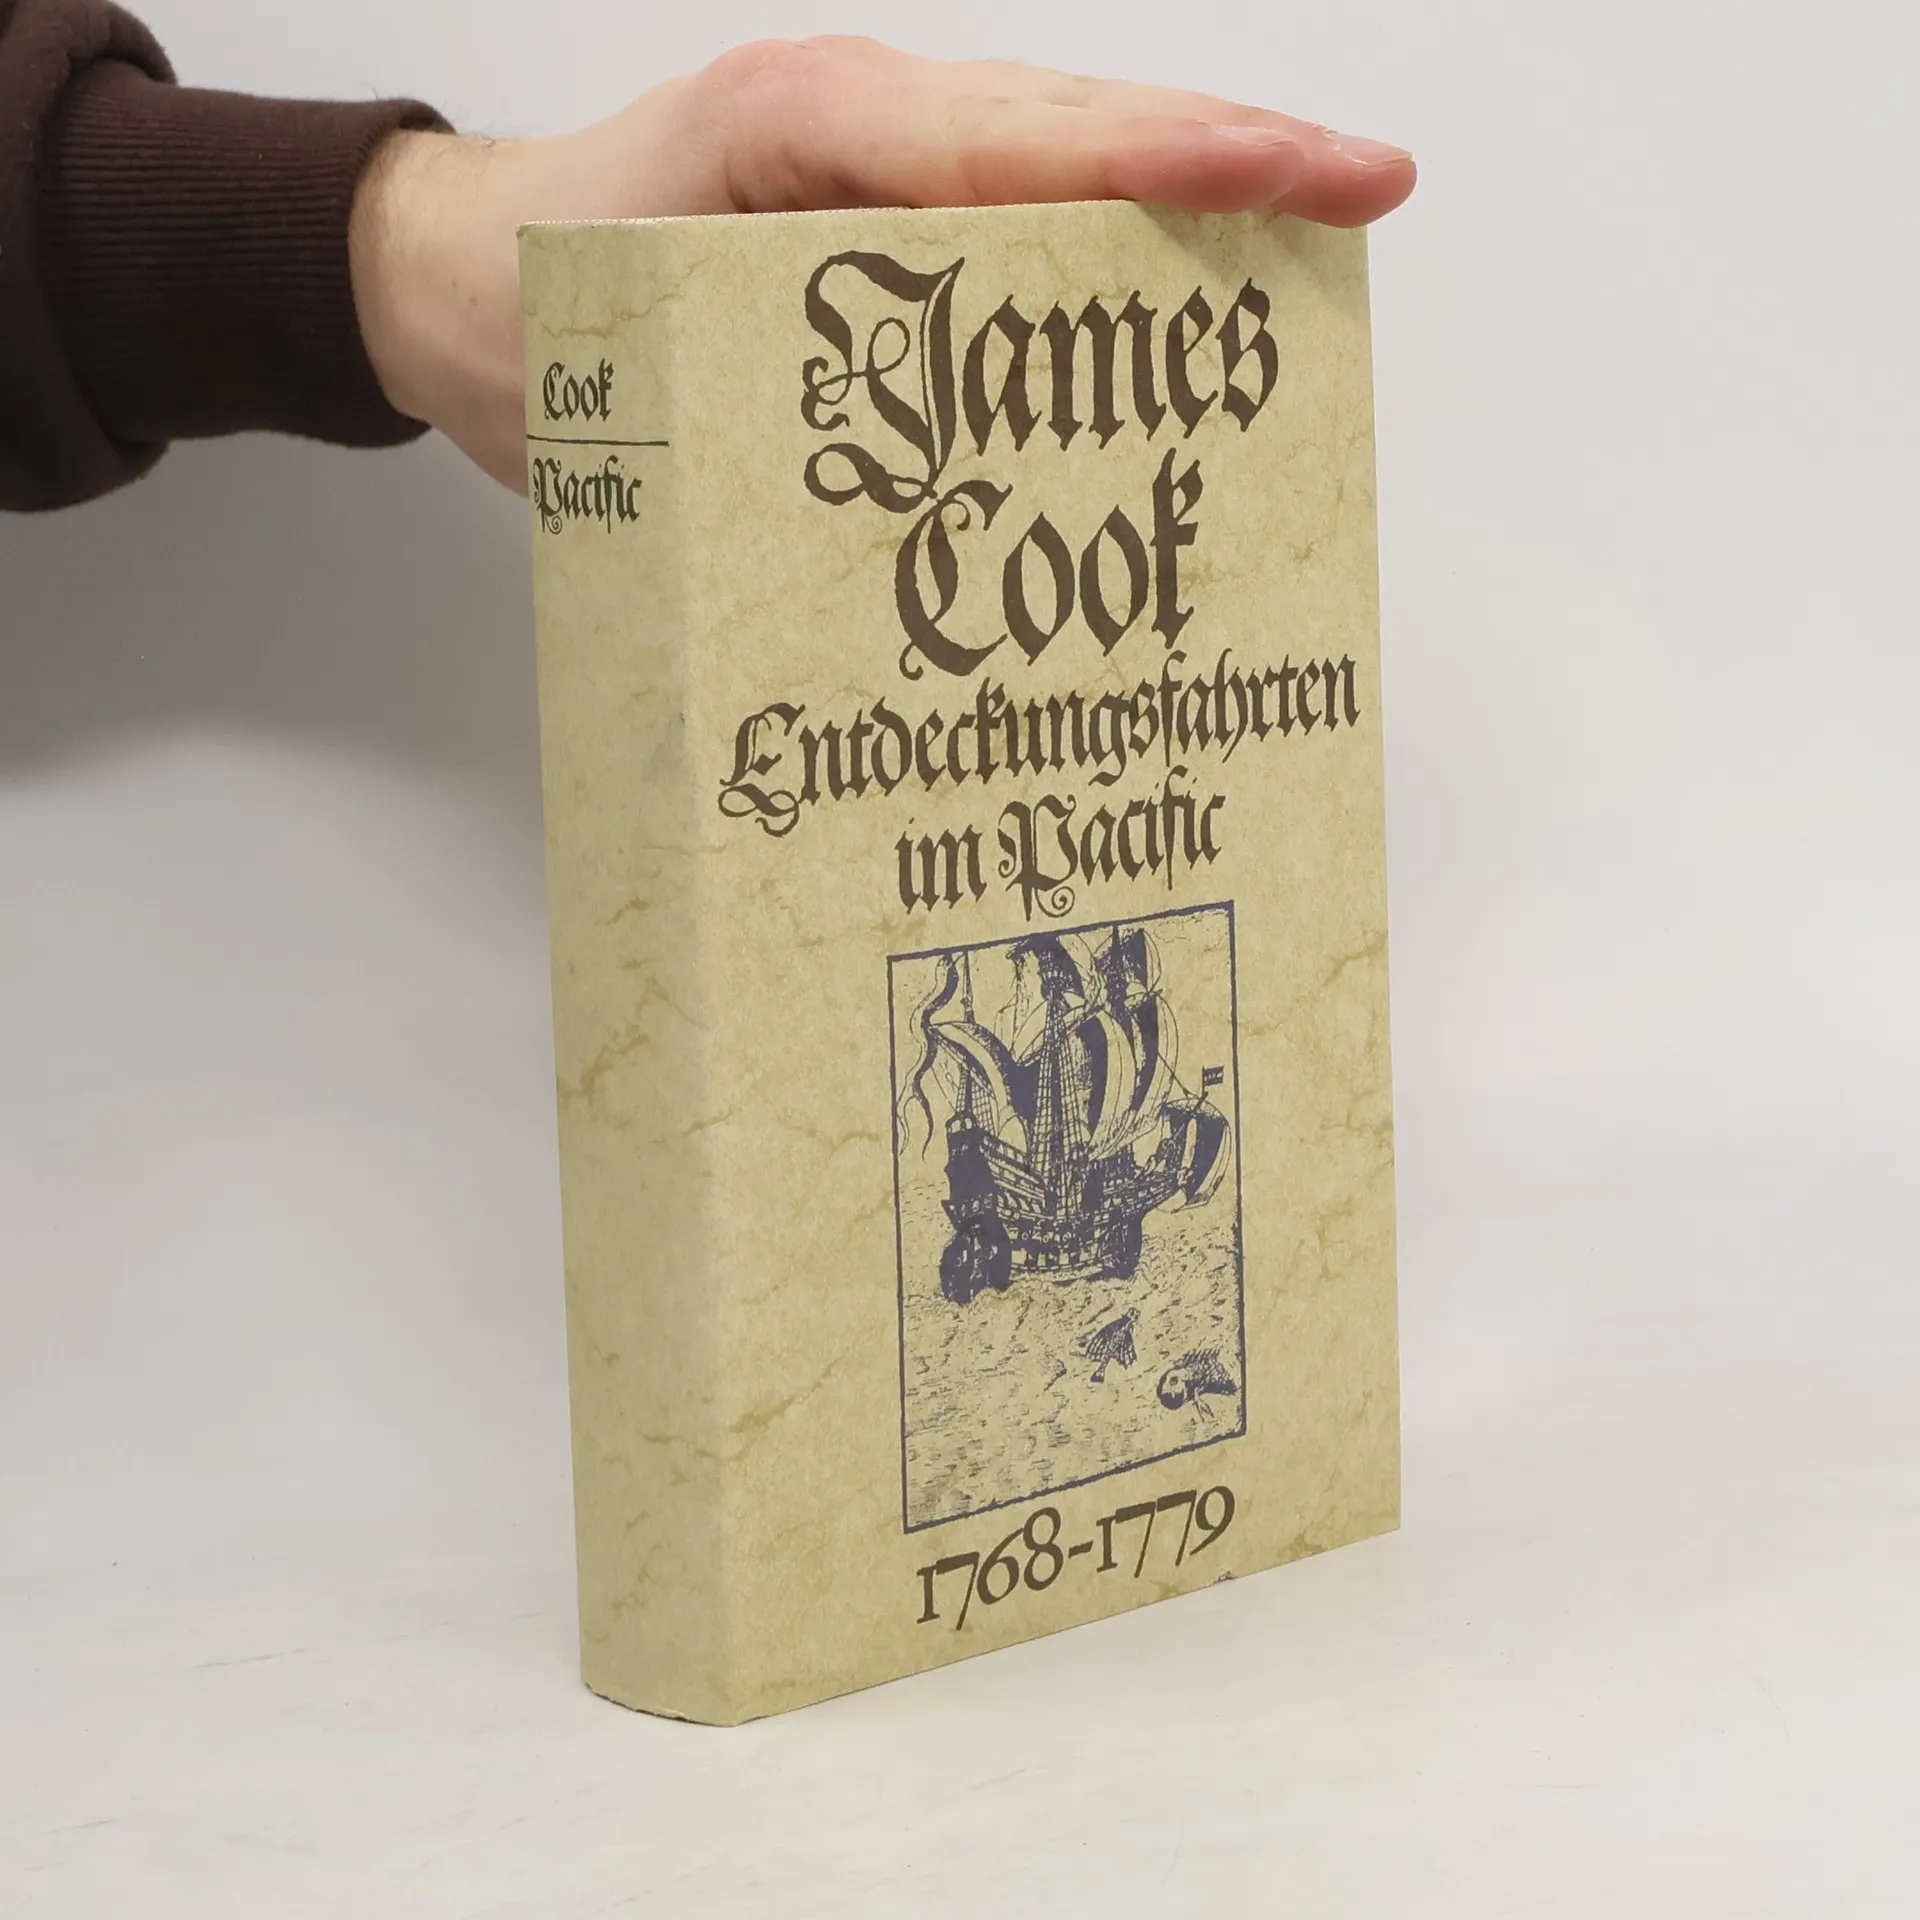 Cook
Pacific
James
Cook
Entdeckungsfahrten
im Pacific
1768-1779